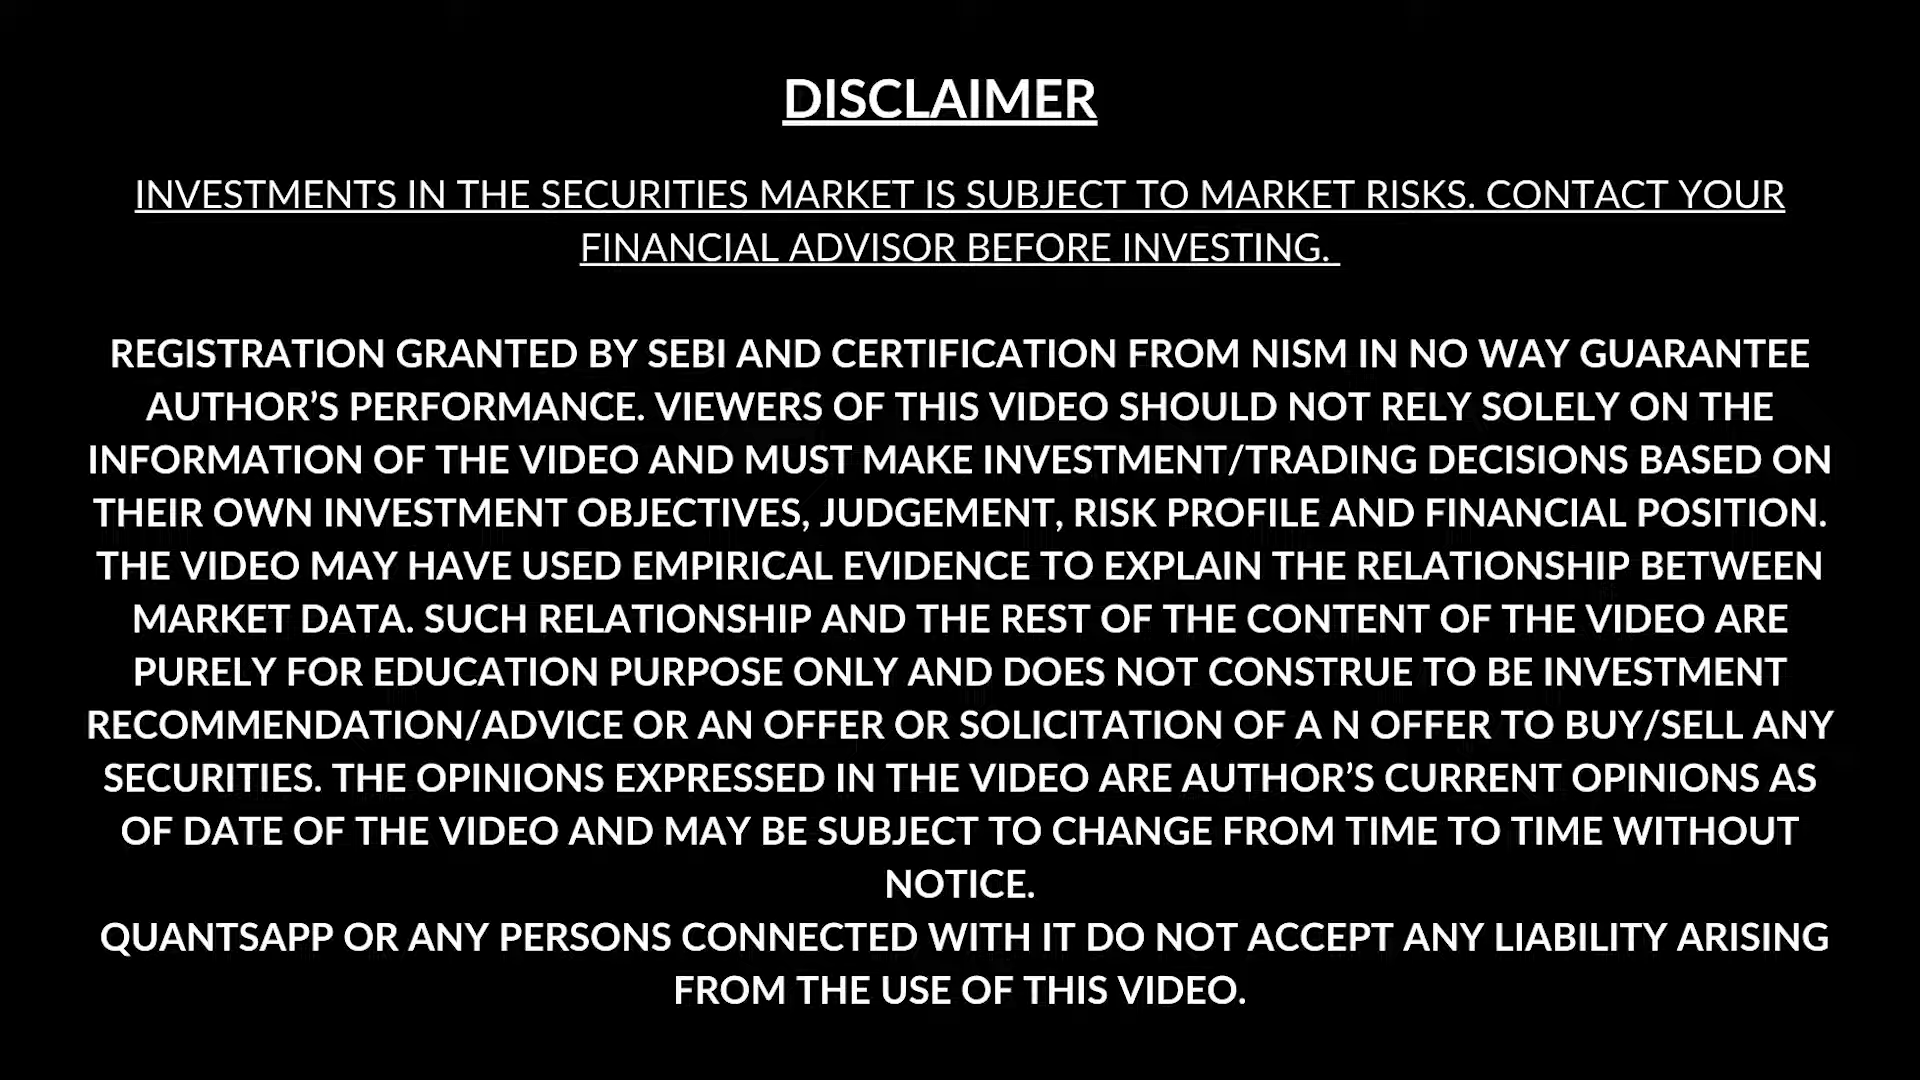 DISCLAIMER
INVESTMENTS IN THE SECURITIES MARKET IS SUBJECT TO MARKET RISKS. CONTACT YOUR
FINANCIAL ADVISOR BEFORE INVESTING.
REGISTRATION GRANTED BY SEBI AND CERTIFICATION FROM NISM IN NO WAY GUARANTEE
AUTHOR’S PERFORMANCE. VIEWERS OF THIS VIDEO SHOULD NOT RELY SOLELY ON THE
INFORMATION OF THE VIDEO AND MUST MAKE INVESTMENT/TRADING DECISIONS BASED ON
THEIR OWN INVESTMENT OBJECTIVES, JUDGEMENT, RISK PROFILE AND FINANCIAL POSITION.
THE VIDEO MAY HAVE USED EMPIRICAL EVIDENCE TO EXPLAIN THE RELATIONSHIP BETWEEN
MARKET DATA. SUCH RELATIONSHIP AND THE REST OF THE CONTENT OF THE VIDEO ARE
PURELY FOR EDUCATION PURPOSE ONLY AND DOES NOT CONSTRUE TO BE INVESTMENT
RECOMMENDATION/ADVICE OR AN OFFER OR SOLICITATION OF A N OFFER TO BUY/SELL ANY
SECURITIES. THE OPINIONS EXPRESSED IN THE VIDEO ARE AUTHOR’S CURRENT OPINIONS AS
OF DATE OF THE VIDEO AND MAY BE SUBJECT TO CHANGE FROM TIME TO TIME WITHOUT
NOTICE.
QUANTSAPP OR ANY PERSONS CONNECTED WITH IT DO NOT ACCEPT ANY LIABILITY ARISING
FROM THE USE OF THIS VIDEO.